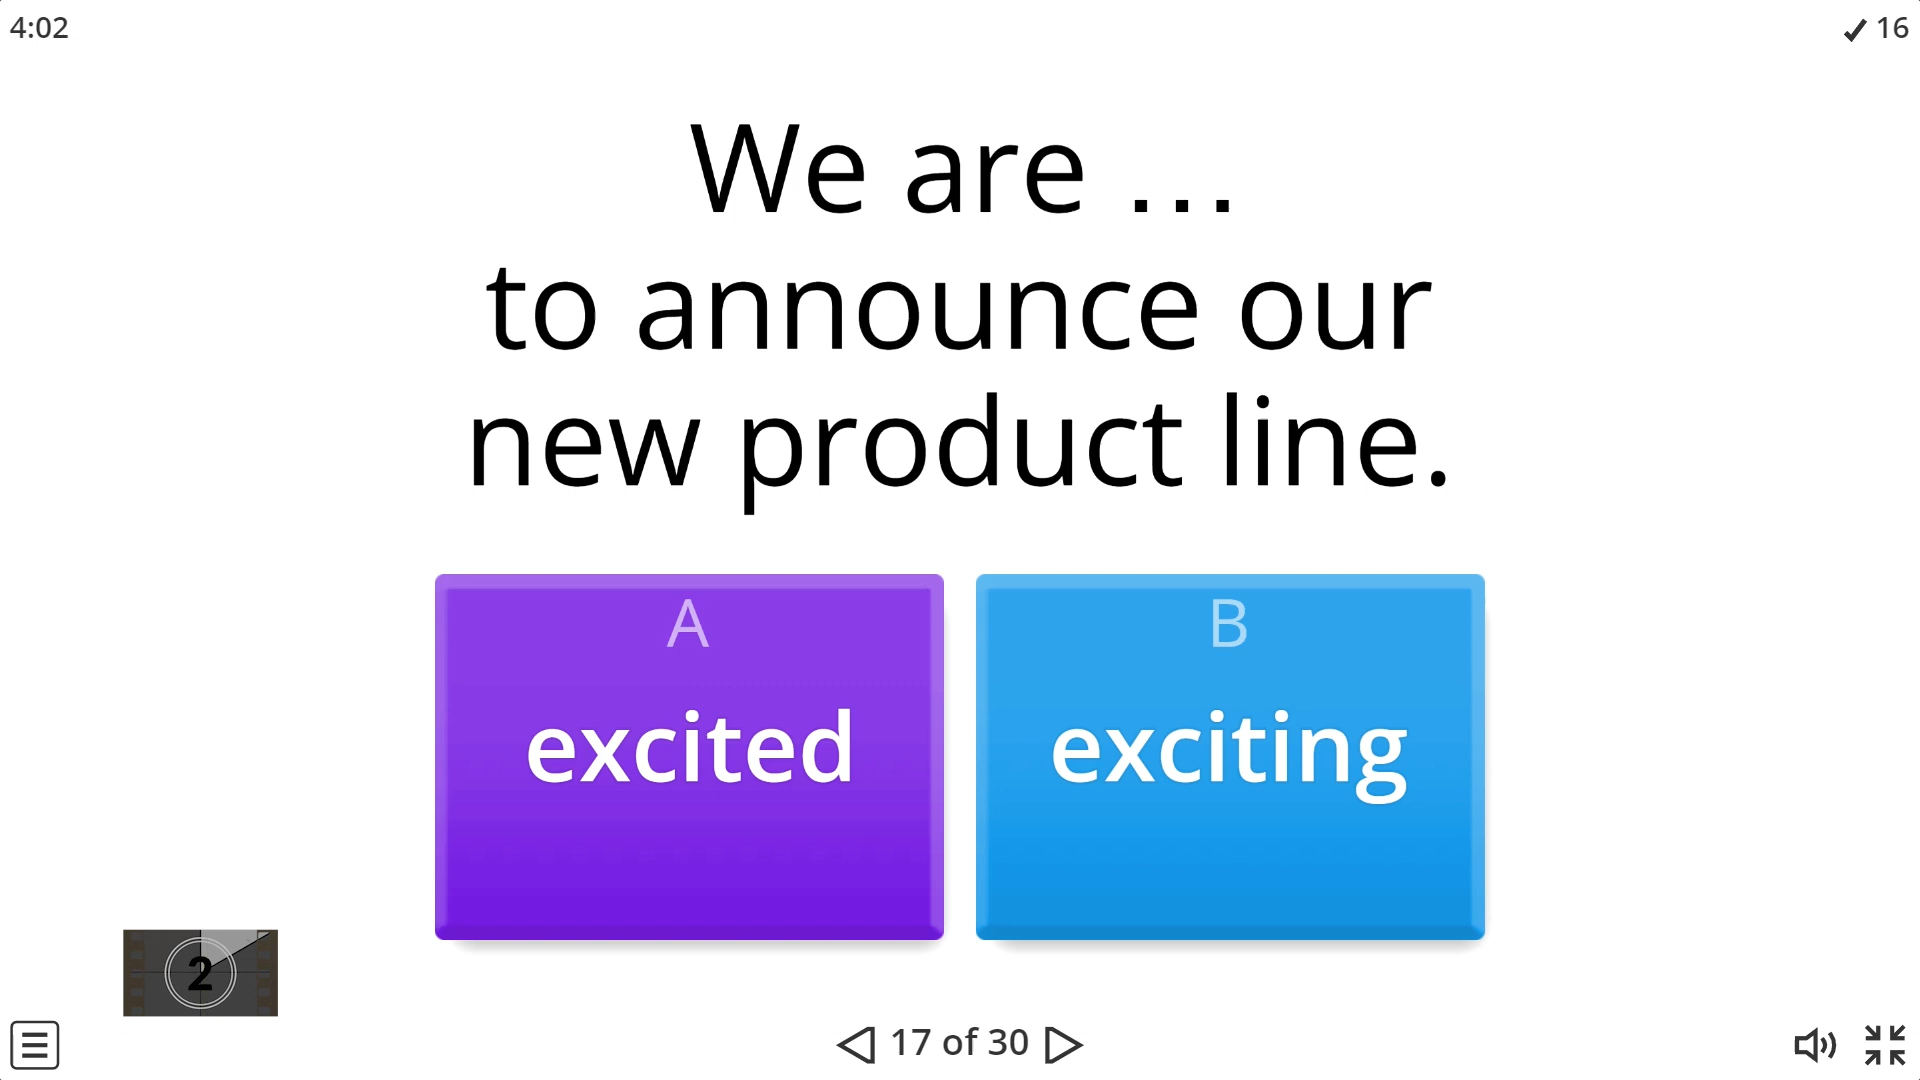 4:02
✓ 16
We are ...
to announce our
new product line.
A
excited
B
exciting
2
17 of 30